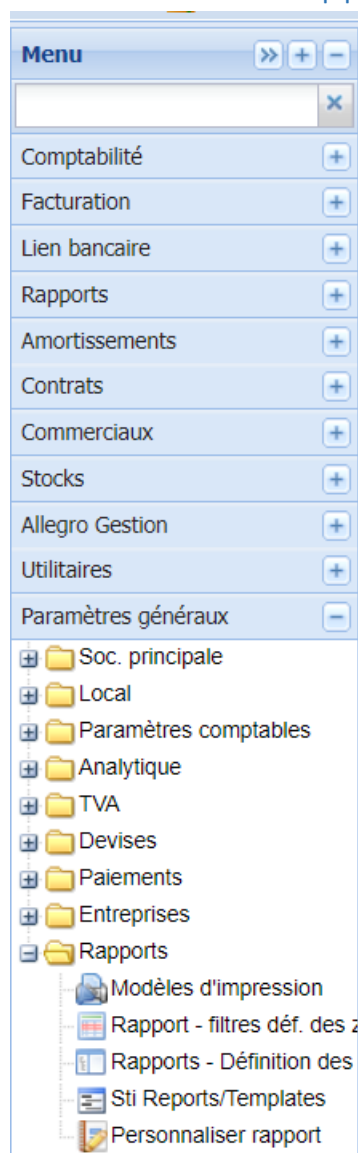 Menu
Comptabilité
Facturation
Lien bancaire
Rapports
Amortissements
Contrats
Commerciaux
Stocks
Allegro Gestion
Utilitaires
Paramètres généraux
Soc. principale
Local
Paramètres comptables
Analytique
TVA
Devises
Paiements
Entreprises
Rapports
Modèles d'impression
Rapport - filtres déf. des
Rapports - Définition des
Sti Reports/Templates
Personnaliser rapport